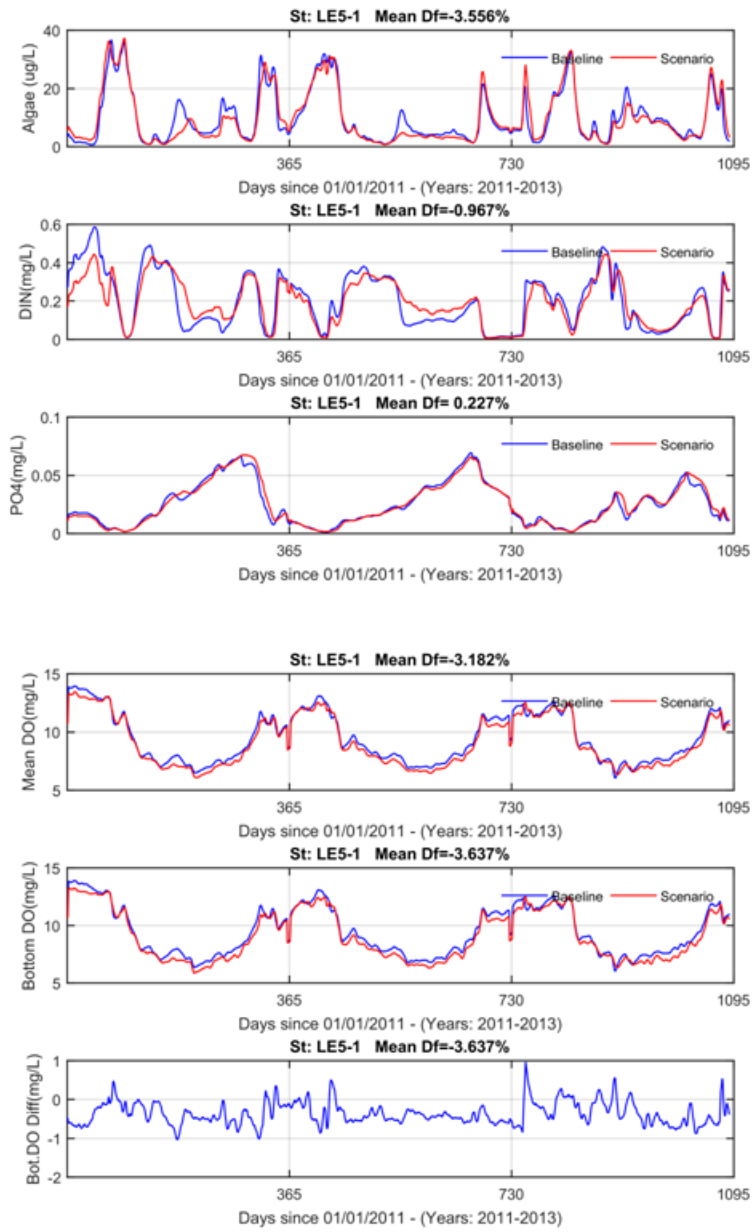 St: LE5-1 Mean Df=-3.556%
40
20
0
Algae (ug/L)
Baseline Scenario
365 730 1095
Days since 01/01/2011 - (Years: 2011-2013)
St: LE5-1 Mean Df=-0.967%
0.6
0.4
0.2
0
DIN(mg/L)
Baseline Scenario
365 730 1095
Days since 01/01/2011 - (Years: 2011-2013)
St: LE5-1 Mean Df= 0.227%
0.1
0.05
0
PO4(mg/L)
Baseline Scenario
365 730 1095
Days since 01/01/2011 - (Years: 2011-2013)
St: LE5-1 Mean Df=-3.182%
15
10
5
Mean DO(mg/L)
Baseline Scenario
365 730 1095
Days since 01/01/2011 - (Years: 2011-2013)
St: LE5-1 Mean Df=-3.637%
15
10
5
Bottom DO(mg/L)
Baseline Scenario
365 730 1095
Days since 01/01/2011 - (Years: 2011-2013)
St: LE5-1 Mean Df=-3.637%
1
0
-1
-2
Bot.DO Diff(mg/L)
365 730 1095
Days since 01/01/2011 - (Years: 2011-2013)